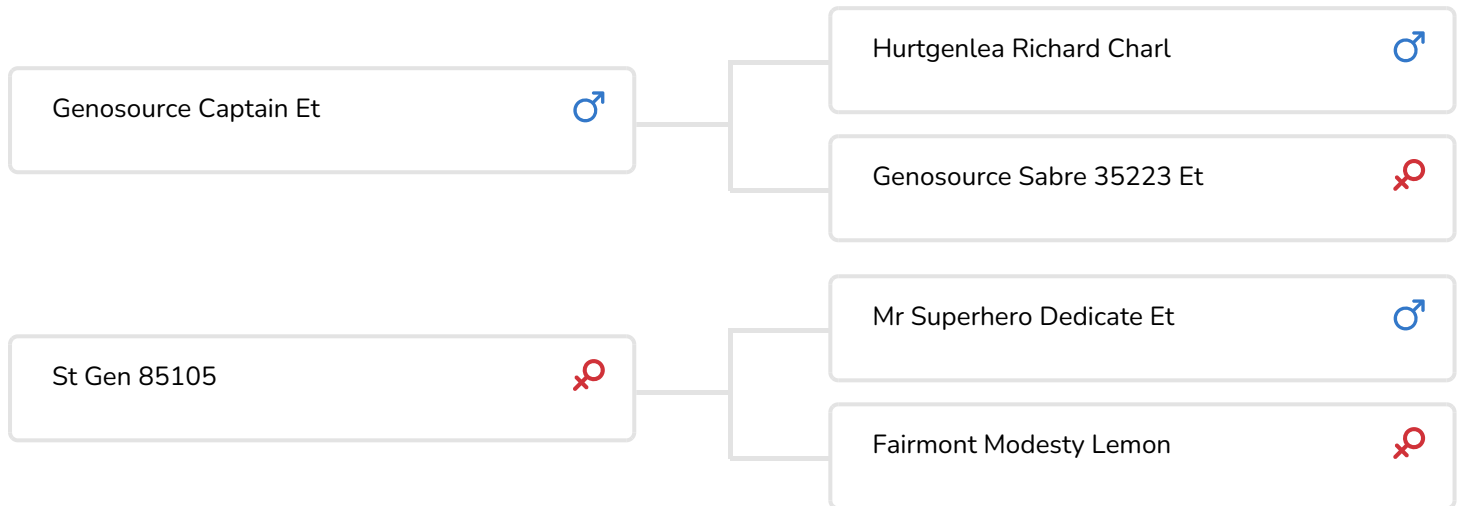 Genosource Captain Et
Hurtgenlea Richard Charl
Genosource Sabre 35223 Et
St Gen 85105
Mr Superhero Dedicate Et
Fairmont Modesty Lemon